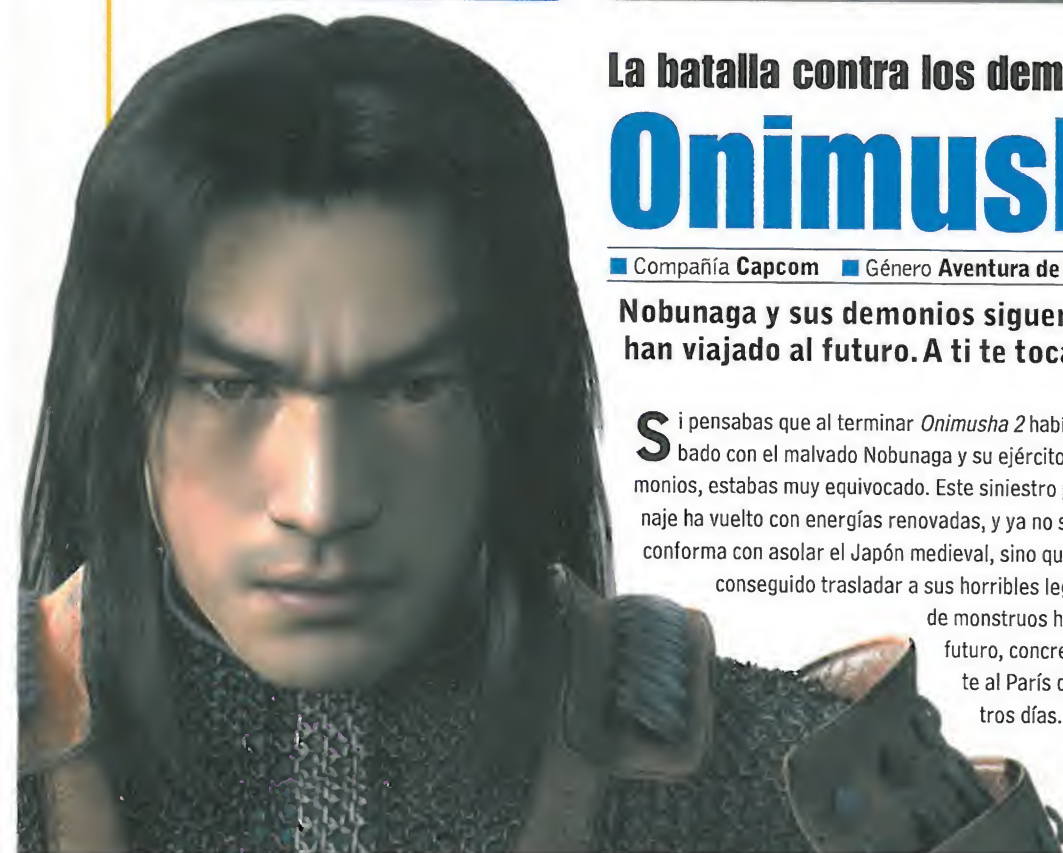 La batalla contra los dem
Onimush
Compañía Capcom Género Aventura de
Nobunaga y sus demonios siguen
han viajado al futuro. A ti te toca
Si pensabas que al terminar Onimusha 2 habí
bado con el malvado Nobunaga y su ejército
monios, estabas muy equivocado. Este siniestro
naje ha vuelto con energías renovadas, y ya no s
conforma con asolar el Japón medieval, sino qu
conseguido trasladar a sus horribles leg
de monstruos h
futuro, concre
te al París d
tros días.